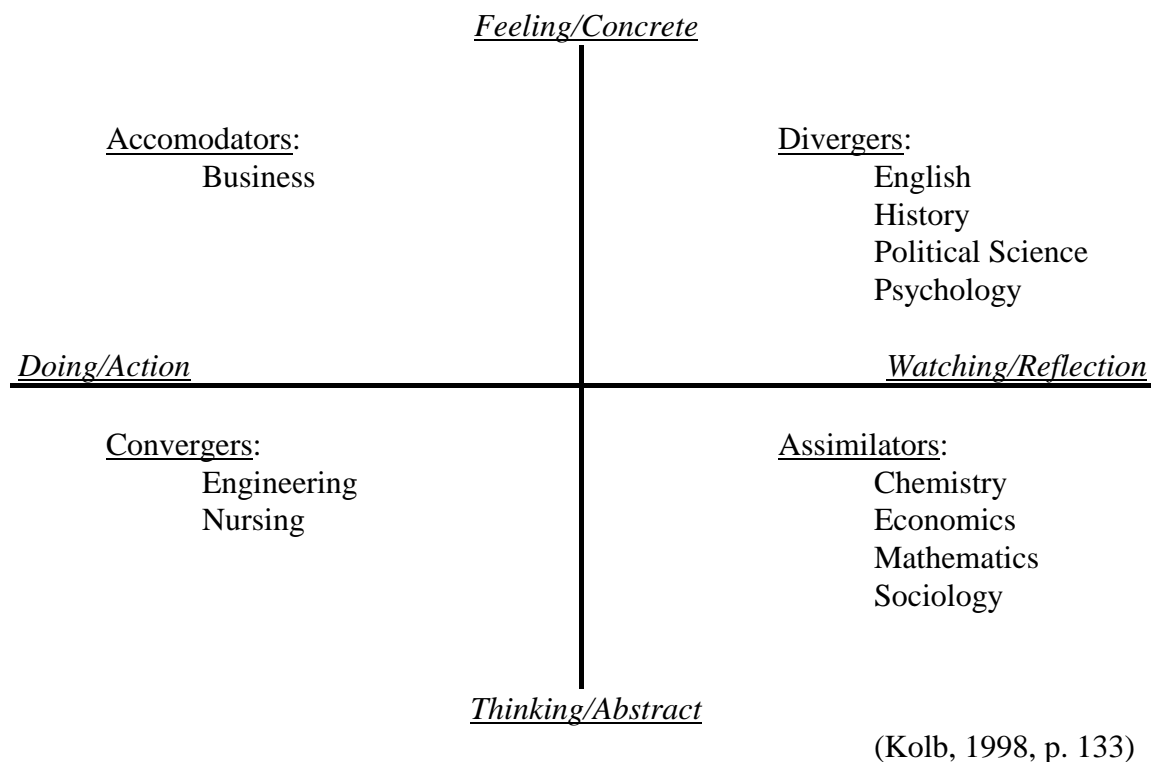 Feeling/Concrete
Accomodators:
Business
Divergers:
English
History
Political Science
Psychology
Doing/Action
Watching/Reflection
Convergers:
Engineering
Nursing
Assimilators:
Chemistry
Economics
Mathematics
Sociology
Thinking/Abstract
(Kolb, 1998, p. 133)